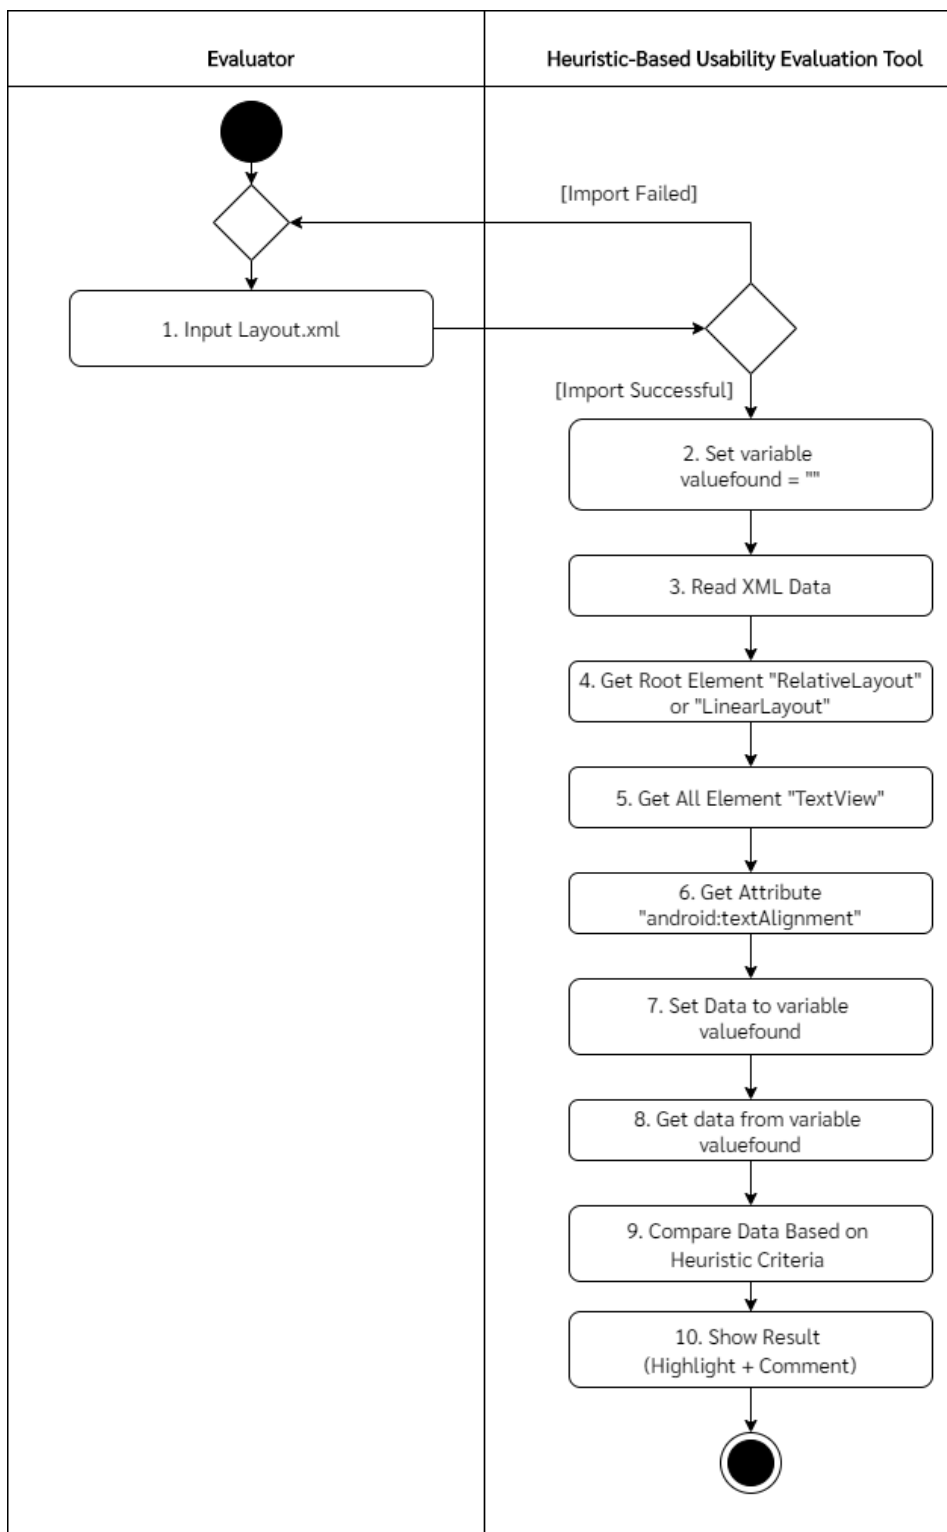 Evaluator
Heuristic-Based Usability Evaluation Tool
[Import Failed]
1. Input Layout.xml
[Import Successful]
2. Set variable
valuefound = ""
3. Read XML Data
4. Get Root Element "RelativeLayout"
or "LinearLayout"
5. Get All Element "TextView"
6. Get Attribute
"android:textAlignment"
7. Set Data to variable
valuefound
8. Get data from variable
valuefound
9. Compare Data Based on
Heuristic Criteria
10. Show Result
(Highlight + Comment)